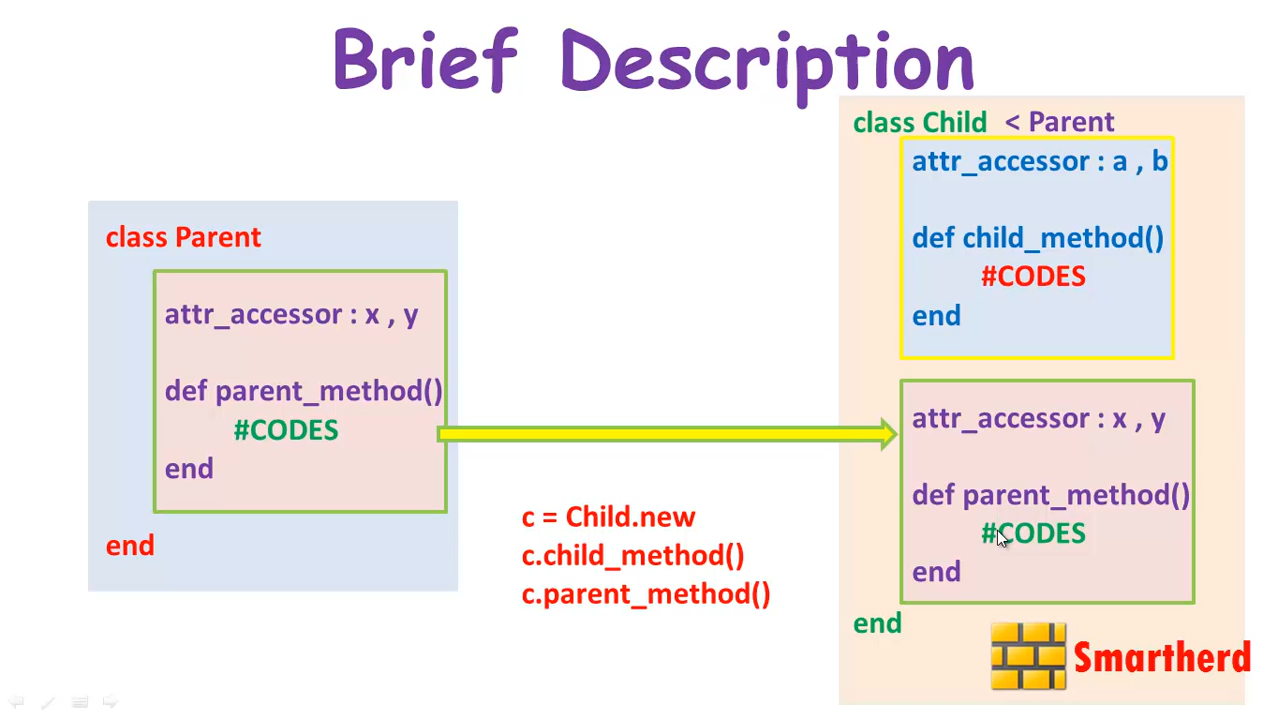 Brief Description
class Parent
attr_accessor : x , y
def parent_method()
#CODES
end
end
c = Child.new
c.child_method()
c.parent_method()
class Child < Parent
attr_accessor : a , b
def child_method()
#CODES
end
attr_accessor : x , y
def parent_method()
#CODES
end
end
Smartherd